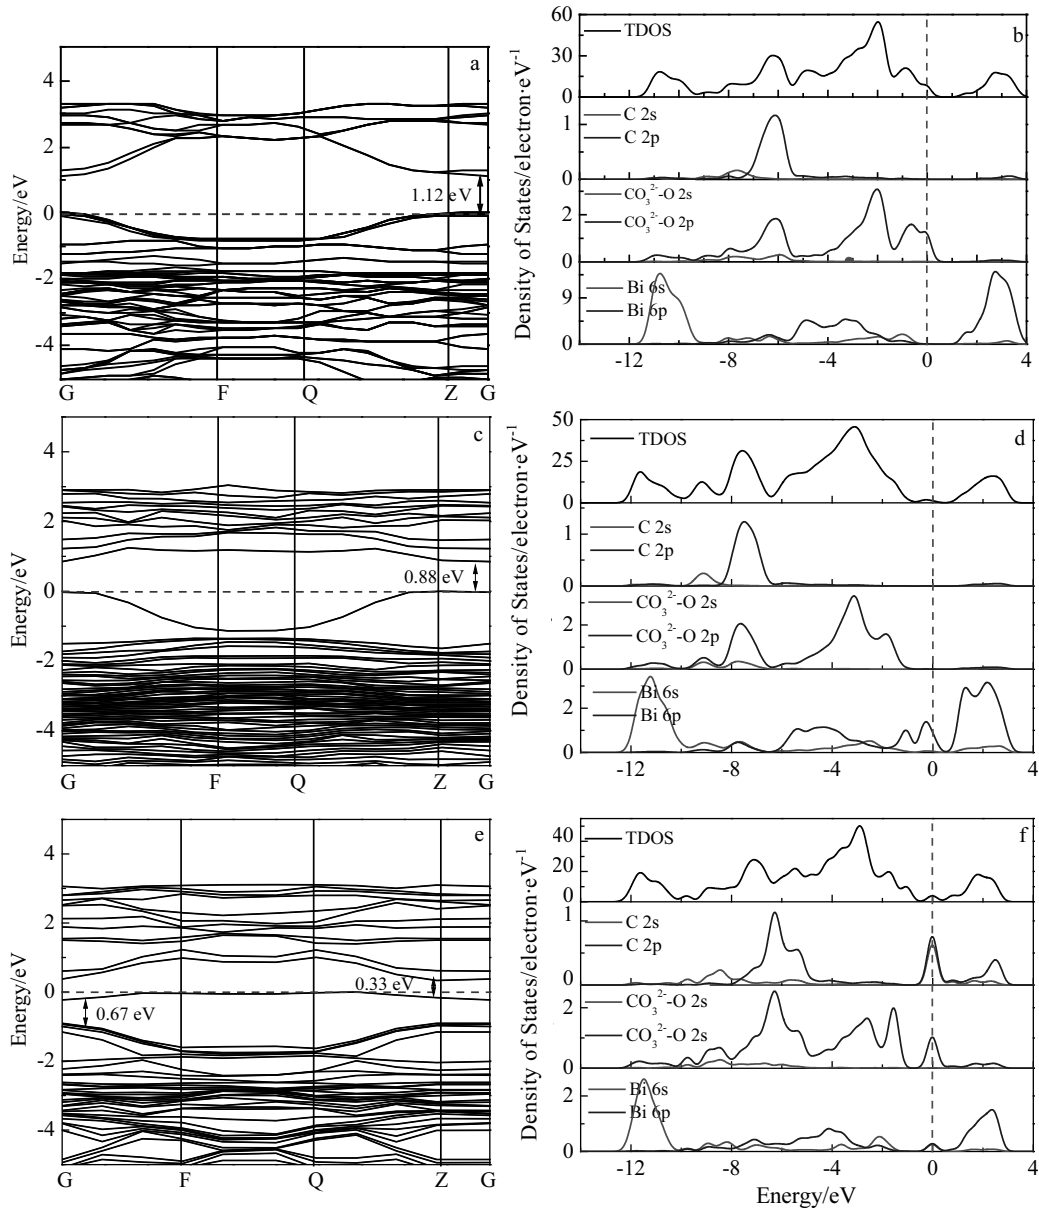 a
4
2
0
-2
-4
Energy/eV
1.12 eV
G F Q Z G
b
60
30
0
TDOS
Density of States/electron·eV⁻¹
1
0
C 2s
C 2p
2
0
CO₃²⁻-O 2s
CO₃²⁻-O 2p
9
0
Bi 6s
Bi 6p
-12 -8 -4 0 4
c
4
2
0
-2
-4
Energy/eV
0.88 eV
G F Q Z G
d
50
25
0
TDOS
Density of States/electron·eV⁻¹
1
0
C 2s
C 2p
2
0
CO₃²⁻-O 2s
CO₃²⁻-O 2p
2
0
Bi 6s
Bi 6p
-12 -8 -4 0 4
e
4
2
0
-2
-4
Energy/eV
0.33 eV
0.67 eV
G F Q Z G
f
40
20
0
TDOS
Density of States/electron·eV⁻¹
1
0
C 2s
C 2p
2
0
CO₃²⁻-O 2s
CO₃²⁻-O 2s
2
0
Bi 6s
Bi 6p
-12 -8 -4 0 4
Energy/eV